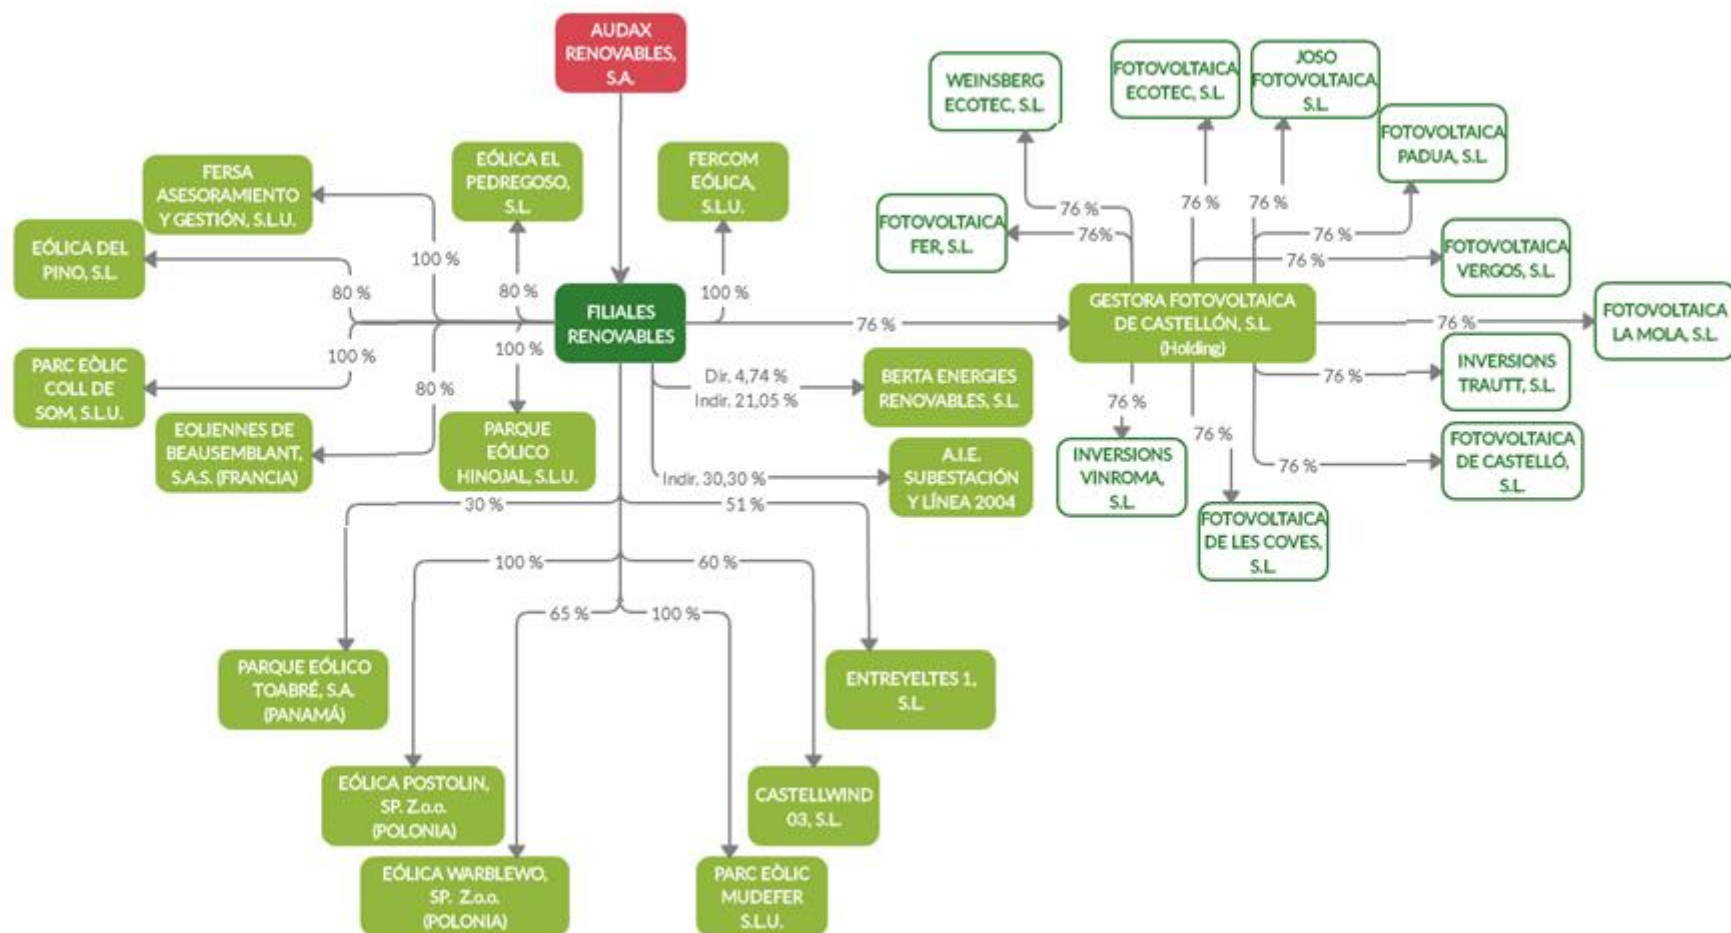 AUDAX
RENOVABLES,
S.A.
FERSA
ASESORAMIENTO
Y GESTIÓN, S.L.U.
EÓLICA EL
PEDREGOSO,
S.L.
FERCOM
EÓLICA,
S.L.U.
EÓLICA DEL
PINO, S.L.
100 %
80 %
80 %
100 %
FILIALES
RENOVABLES
100 %
100 %
80 %
PARC EÒLIC
COLL DE
SOM, S.L.U.
EOLIENNES DE
BEAUSEMBLANT,
S.A.S. (FRANCIA)
PARQUE
EÓLICO
HINOJAL, S.L.U.
76 %
Dir. 4,74 %
Indir. 21,05 %
BERTA ENERGIES
RENOVABLES, S.L.
Indir. 30,30 %
A.I.E.
SUBESTACIÓN
Y LÍNEA 2004
30 %
51 %
100 %
60 %
65 %
100 %
PARQUE EÓLICO
TOABRÉ, S.A.
(PANAMÁ)
ENTREYELTES 1,
S.L.
EÓLICA POSTOLIN,
SP. Z.o.o.
(POLONIA)
CASTELLWIND
03, S.L.
EÓLICA WARBLEWO,
SP. Z.o.o.
(POLONIA)
PARC EÒLIC
MUDEFER
S.L.U.
WEINSBERG
ECOTEC, S.L.
FOTOVOLTAICA
ECOTEC, S.L.
JOSO
FOTOVOLTAICA
S.L.
FOTOVOLTAICA
PADUA, S.L.
76 %
76%
76 %
76 %
76 %
76 %
FOTOVOLTAICA
FER, S.L.
FOTOVOLTAICA
VERGOS, S.L.
GESTORA FOTOVOLTAICA
DE CASTELLÓN, S.L.
(Holding)
76 %
FOTOVOLTAICA
LA MOLA, S.L.
76 %
INVERSIONS
TRAUTT, S.L.
76 %
76 %
76 %
INVERSIONS
VINROMA,
S.L.
FOTOVOLTAICA
DE CASTELLÓ,
S.L.
FOTOVOLTAICA
DE LES COVES,
S.L.